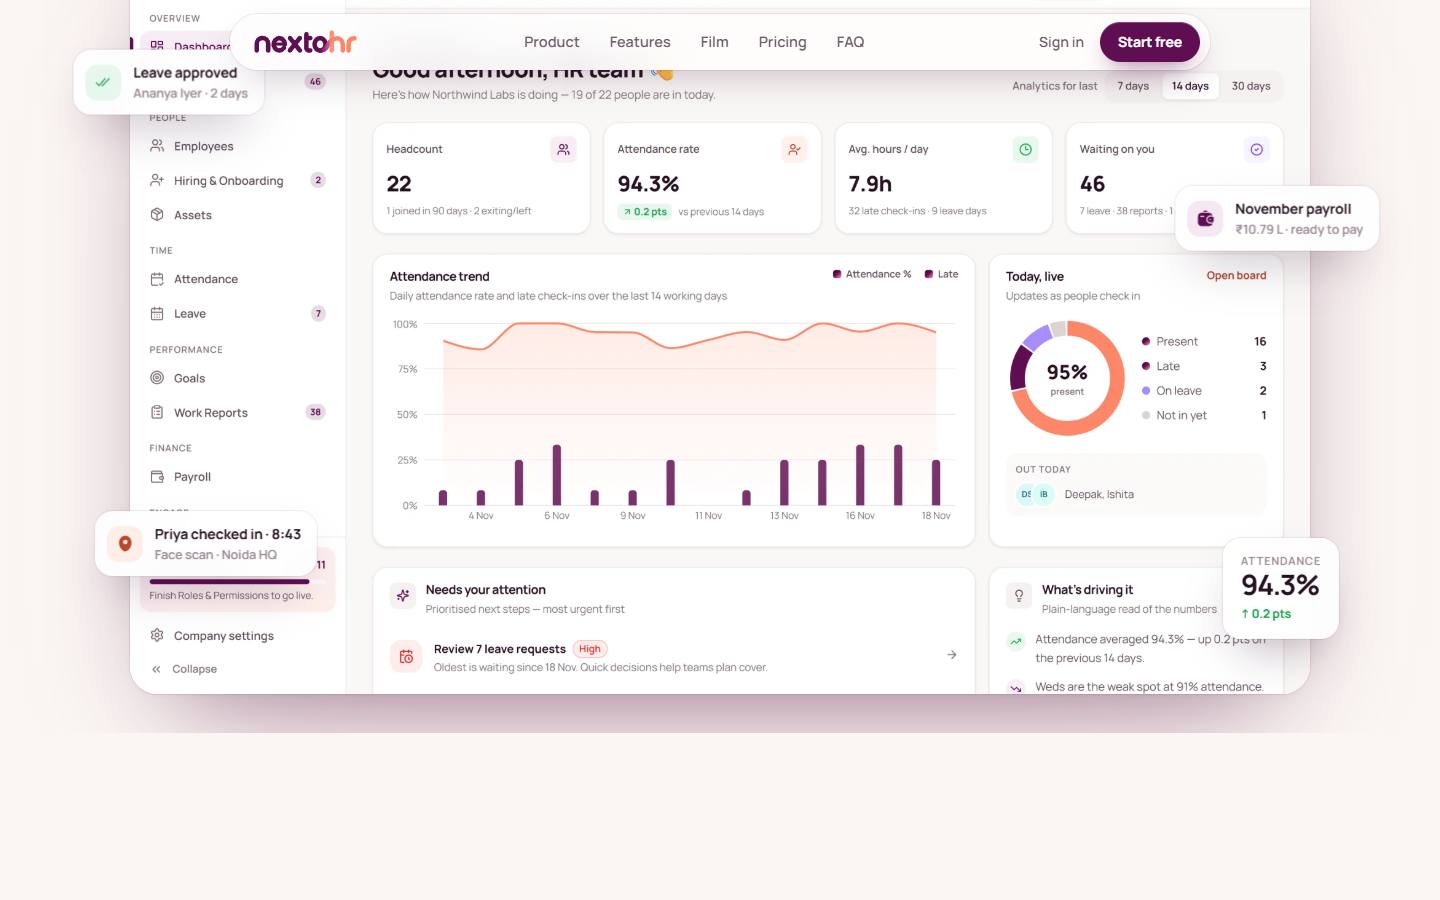 nextohr
Product
Features
Film
Pricing
FAQ
Sign in
Start free
OVERVIEW
Dashboar
Leave approved
Ananya Iyer · 2 days
46
PEOPLE
Employees
Hiring & Onboarding
2
Assets
TIME
Attendance
Leave
7
PERFORMANCE
Goals
Work Reports
38
FINANCE
Payroll
Priya checked in · 8:43
Face scan · Noida HQ
11
Finish Roles & Permissions to go live.
Company settings
Collapse
Good afternoon, HR team 👋
Here's how Northwind Labs is doing — 19 of 22 people are in today.
Analytics for last
7 days
14 days
30 days
Headcount
22
1 joined in 90 days · 2 exiting/left
Attendance rate
94.3%
↗ 0.2 pts
vs previous 14 days
Avg. hours / day
7.9h
32 late check-ins · 9 leave days
Waiting on you
46
7 leave · 38 reports · 1
November payroll
₹10.79 L · ready to pay
Attendance trend
Attendance %
Late
Daily attendance rate and late check-ins over the last 14 working days
100%
75%
50%
25%
0%
4 Nov
6 Nov
9 Nov
11 Nov
13 Nov
16 Nov
18 Nov
Today, live
Open board
Updates as people check in
95%
present
Present
16
Late
3
On leave
2
Not in yet
1
OUT TODAY
DS
IB
Deepak, Ishita
Needs your attention
Prioritised next steps — most urgent first
Review 7 leave requests
High
Oldest is waiting since 18 Nov. Quick decisions help teams plan cover.
What's driving it
Plain-language read of the numbers
Attendance averaged 94.3% — up 0.2 pts on
the previous 14 days.
Weds are the weak spot at 91% attendance.
ATTENDANCE
94.3%
↑ 0.2 pts